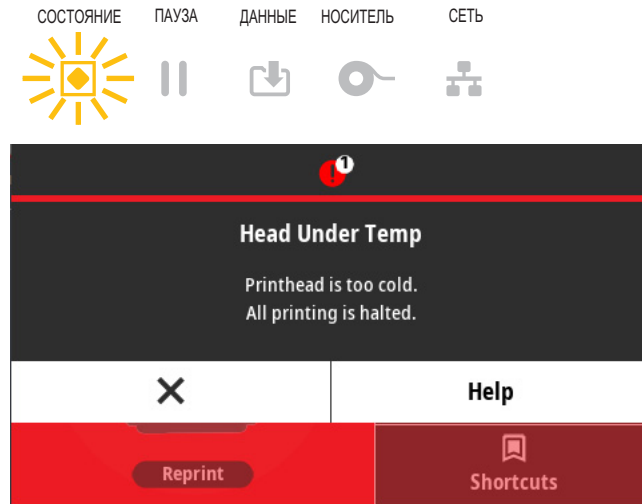 СОСТОЯНИЕ ПАУЗА ДАННЫЕ НОСИТЕЛЬ СЕТЬ
1
Head Under Temp
Printhead is too cold.
All printing is halted.
Help
Reprint
Shortcuts